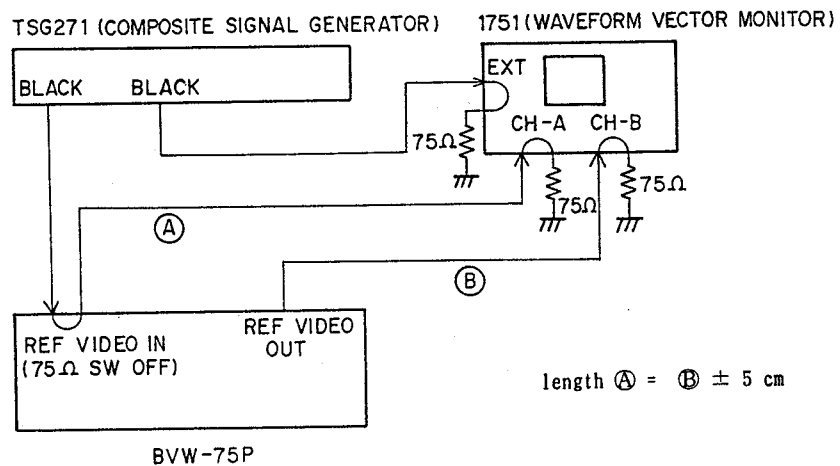 TSG271 (COMPOSITE SIGNAL GENERATOR)
1751 (WAVEFORM VECTOR MONITOR)
BLACK
BLACK
EXT
CH-A
CH-B
75Ω
75Ω
75Ω
Ⓐ
Ⓑ
REF VIDEO IN
(75Ω SW OFF)
REF VIDEO
OUT
length Ⓐ = Ⓑ ± 5 cm
BVW-75P